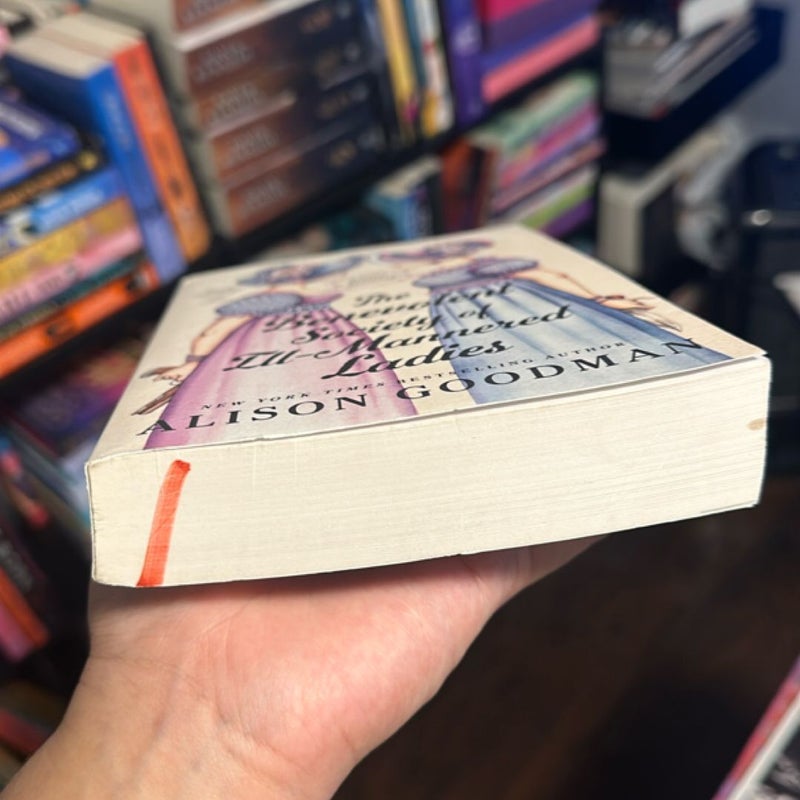 The
Benevolent
Society of
Ill-Mannered
Ladies
NEW YORK TIMES BESTSELLING AUTHOR
ALISON GOODMAN